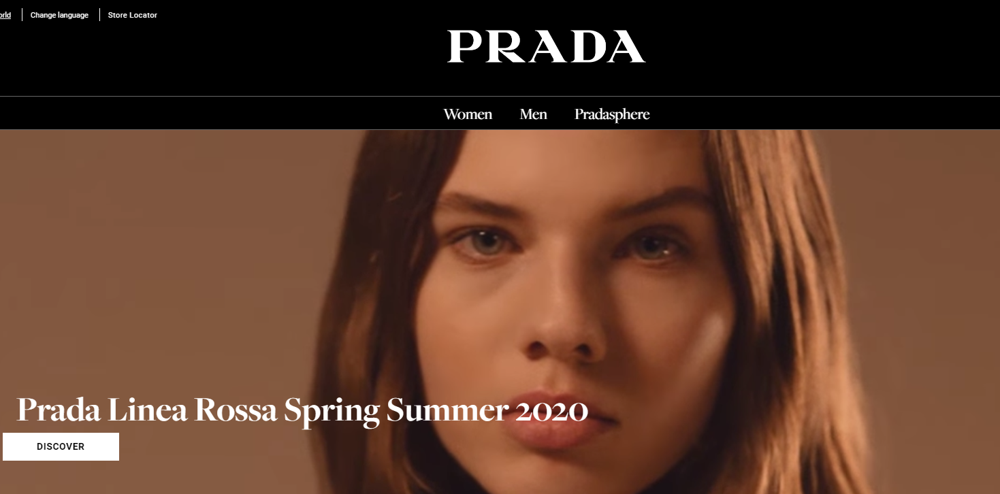 Change language
Store Locator
PRADA
Women
Men
Pradasphere
Prada Linea Rossa Spring Summer 2020
DISCOVER